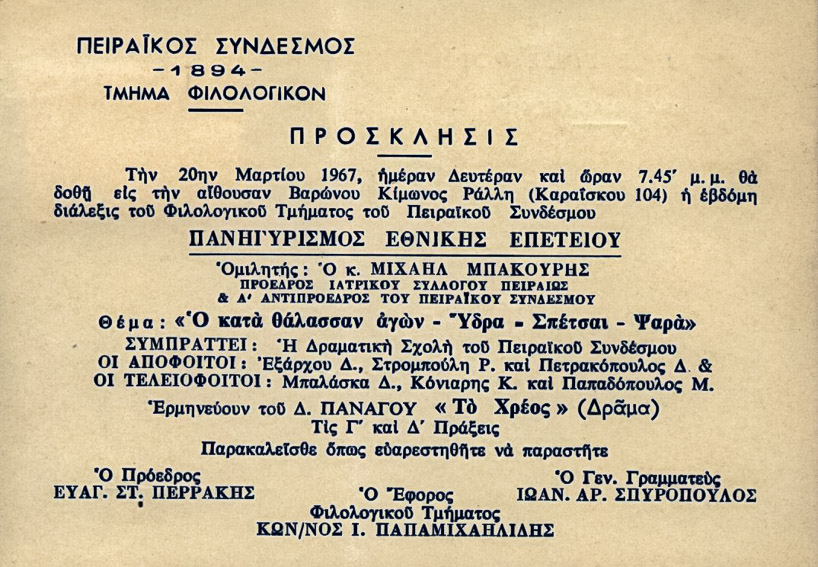 ΠΕΙΡΑΪΚΟΣ ΣΥΝΔΕΣΜΟΣ
-1894-
ΤΜΗΜΑ ΦΙΛΟΛΟΓΙΚΟΝ
ΠΡΟΣΚΛΗΣΙΣ
Τὴν 20ην Μαρτίου 1967, ἡμέραν Δευτέραν καὶ ὥραν 7.45′ μ.μ. θὰ
δοθῇ εἰς τὴν αἴθουσαν Βαρώνου Κίμωνος Ράλλη (Καραΐσκου 104) ἡ ἑβδόμη
διάλεξις τοῦ Φιλολογικοῦ Τμήματος τοῦ Πειραϊκοῦ Συνδέσμου
ΠΑΝΗΓΥΡΙΣΜΟΣ ΕΘΝΙΚΗΣ ΕΠΕΤΕΙΟΥ
Ὁμιλητής : Ὁ κ. ΜΙΧΑΗΛ ΜΠΑΚΟΥΡΗΣ
ΠΡΟΕΔΡΟΣ ΙΑΤΡΙΚΟΥ ΣΥΛΛΟΓΟΥ ΠΕΙΡΑΙΩΣ
& Α′ ΑΝΤΙΠΡΟΕΔΡΟΣ ΤΟΥ ΠΕΙΡΑΪΚΟΥ ΣΥΝΔΕΣΜΟΥ
Θέμα : «Ὁ κατὰ θάλασσαν ἀγὼν - Ὕδρα - Σπέτσαι - Ψαρὰ»
ΣΥΜΠΡΑΤΤΕΙ : Ἡ Δραματικὴ Σχολὴ τοῦ Πειραϊκοῦ Συνδέσμου
ΟΙ ΑΠΟΦΟΙΤΟΙ : Ἐξάρχου Δ., Στρομπούλη Ρ. καὶ Πετρακόπουλος Δ. &
ΟΙ ΤΕΛΕΙΟΦΟΙΤΟΙ : Μπαλάσκα Δ., Κόνιαρης Κ. καὶ Παπαδόπουλος Μ.
Ἑρμηνεύουν τοῦ Δ. ΠΑΝΑΓΟΥ «Τὸ Χρέος» (Δρᾶμα)
Τὶς Γ′ καὶ Δ′ Πράξεις
Παρακαλεῖσθε ὅπως εὐαρεστηθῆτε νὰ παραστῆτε
Ὁ Πρόεδρος
ΕΥΑΓ. ΣΤ. ΠΕΡΡΑΚΗΣ
Ὁ Γεν. Γραμματεὺς
ΙΩΑΝ. ΑΡ. ΣΠΥΡΟΠΟΥΛΟΣ
Ὁ Ἔφορος
Φιλολογικοῦ Τμήματος
ΚΩΝ/ΝΟΣ Ι. ΠΑΠΑΜΙΧΑΗΛΙΔΗΣ